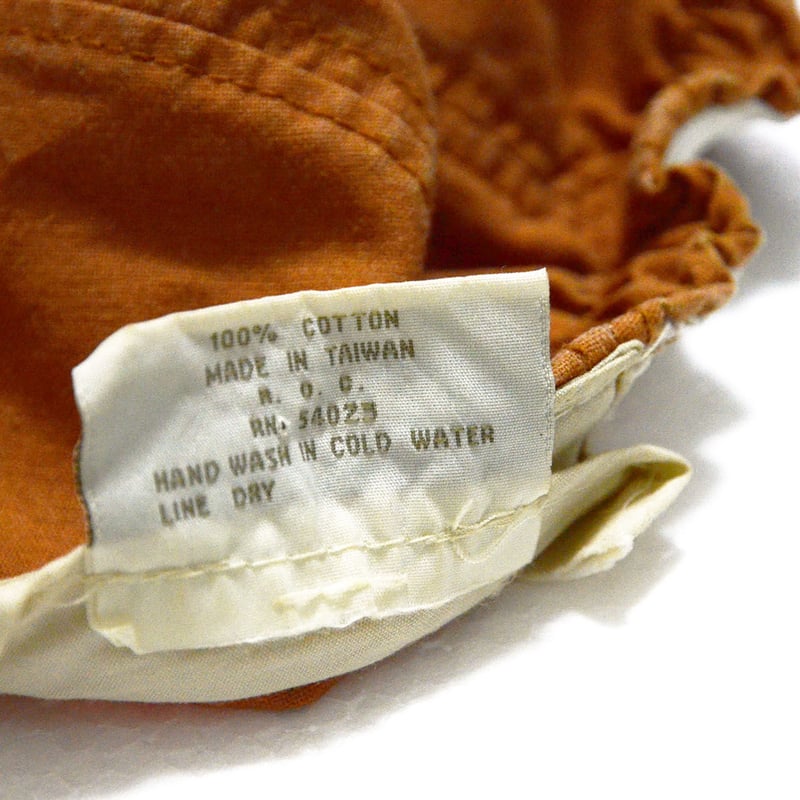 100% COTTON
MADE IN TAIWAN
R. O. C.
RN. 54023
HAND WASH IN COLD WATER
LINE DRY